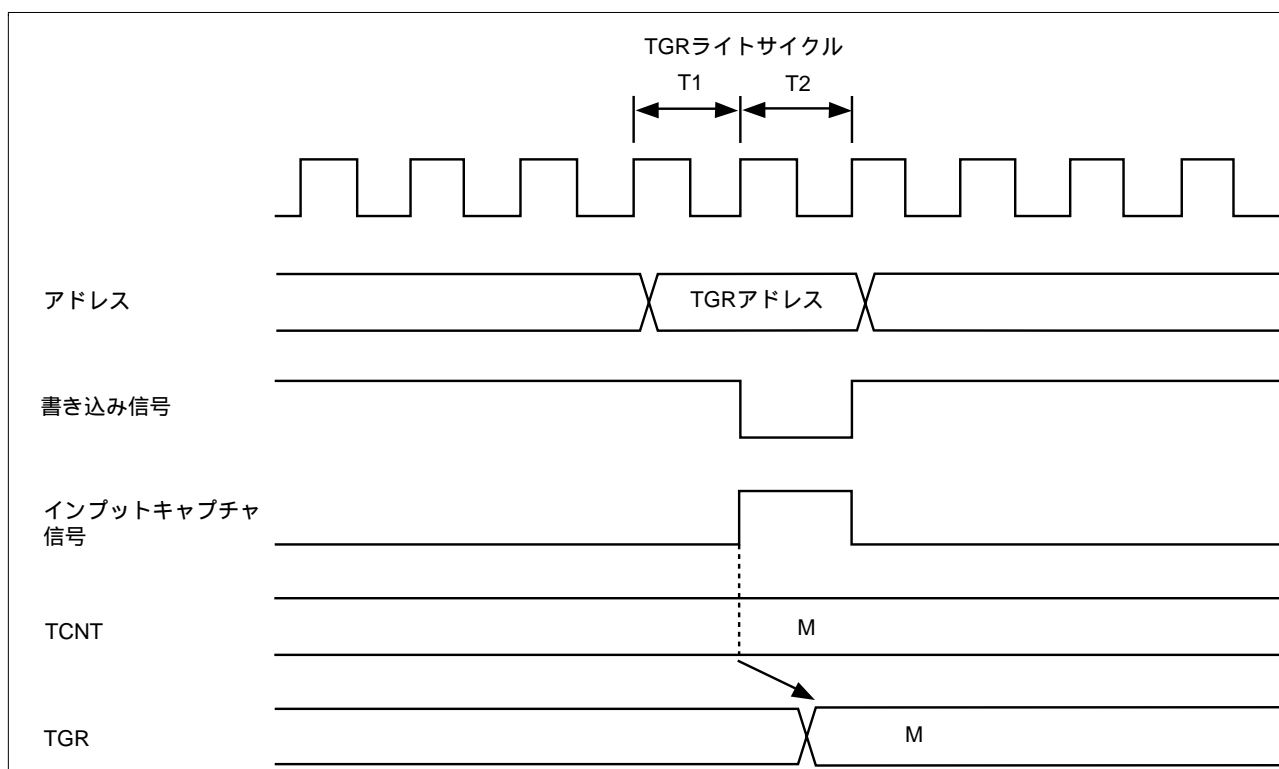 TGRライトサイクル
T1
T2
アドレス
TGRアドレス
書き込み信号
インプットキャプチャ
信号
TCNT
M
TGR
M